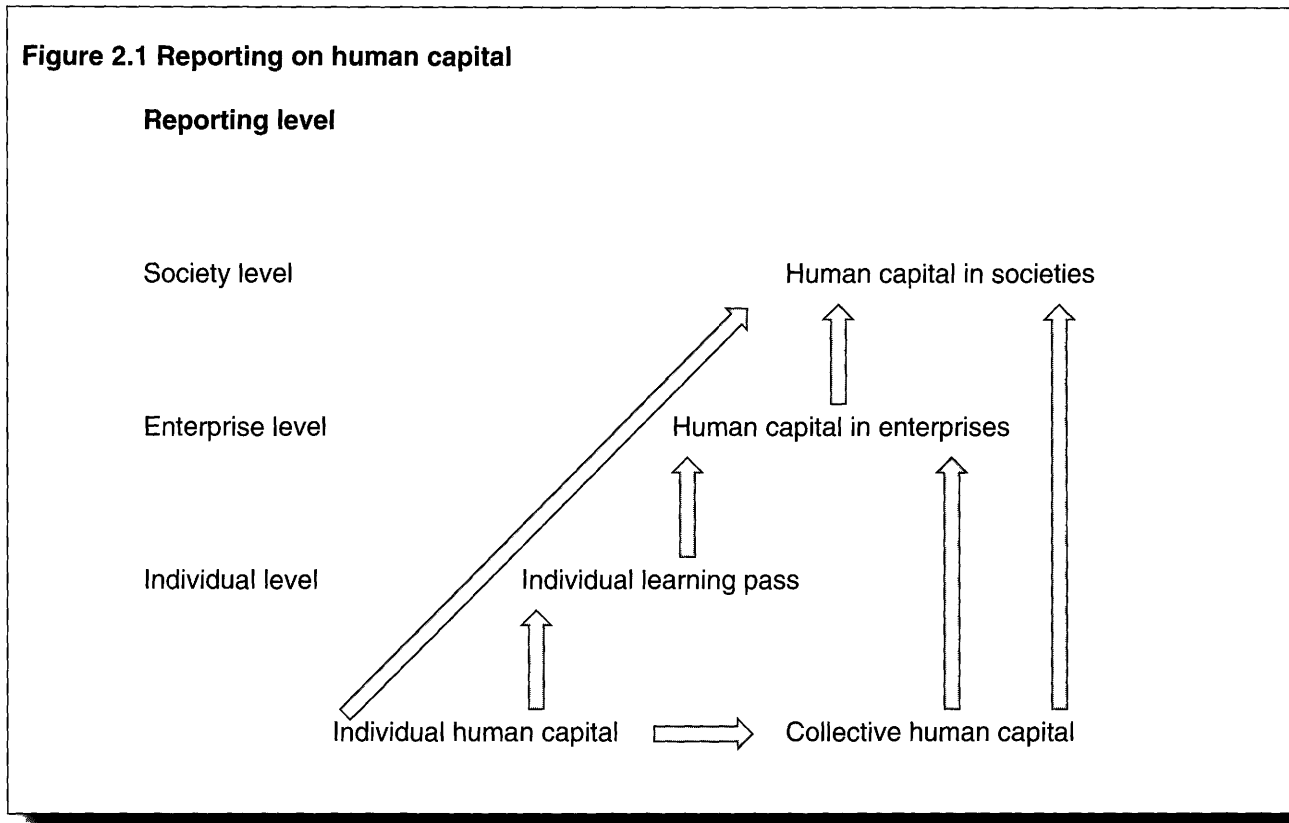 Figure 2.1 Reporting on human capital
Reporting level
Society level Human capital in societies
Enterprise level Human capital in enterprises
Individual level Individual learning pass
Individual human capital Collective human capital